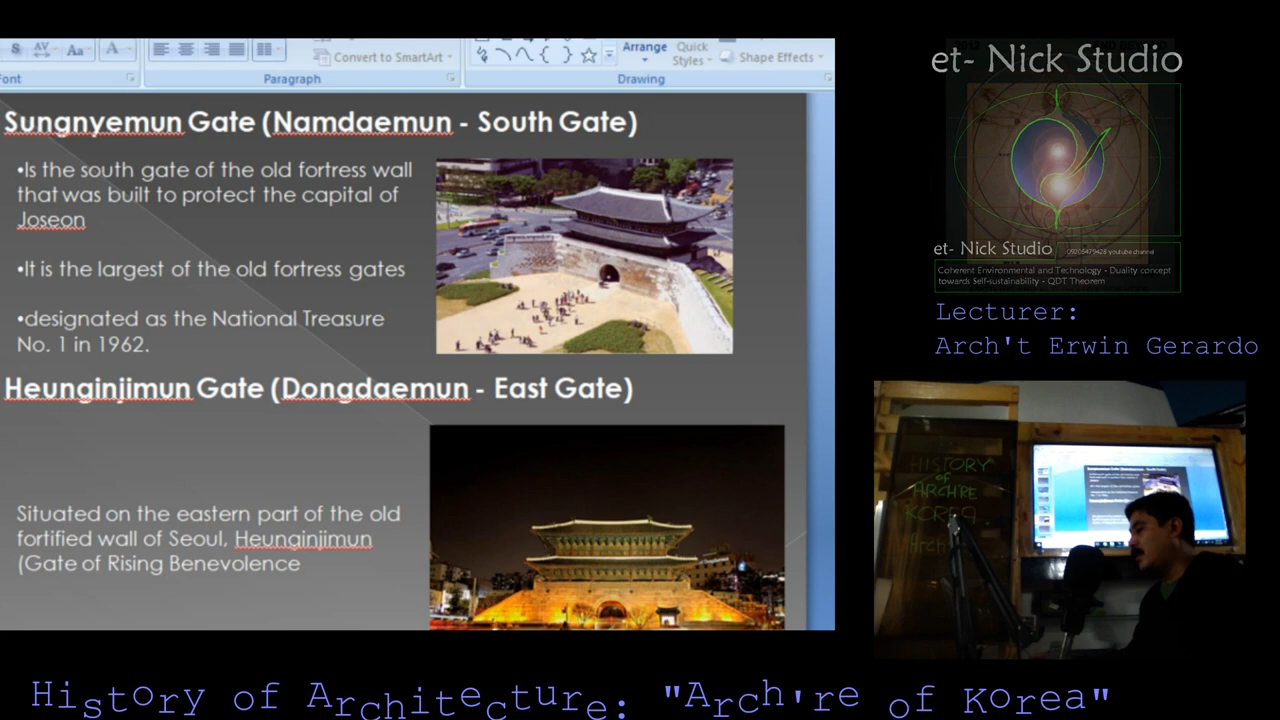 Aa
AV
A
Convert to SmartArt
Arrange
Quick
Styles
Shape Effects
Font
Paragraph
Drawing
Sungnyemun Gate (Namdaemun - South Gate)
•Is the south gate of the old fortress wall
that was built to protect the capital of
Joseon
•It is the largest of the old fortress gates
•designated as the National Treasure
No. 1 in 1962.
Heunginjimun Gate (Dongdaemun - East Gate)
Situated on the eastern part of the old
fortified wall of Seoul, Heunginjimun
(Gate of Rising Benevolence
et- Nick Studio
et- Nick Studio
09205479428 youtube channel
Coherent Environmental and Technology - Duality concept
towards Self-sustainability - QDT Theorem
Lecturer:
Arch't Erwin Gerardo
HISTORY
of
ARCH'RE
KOREA
History of Architecture: "Arch're of Korea"